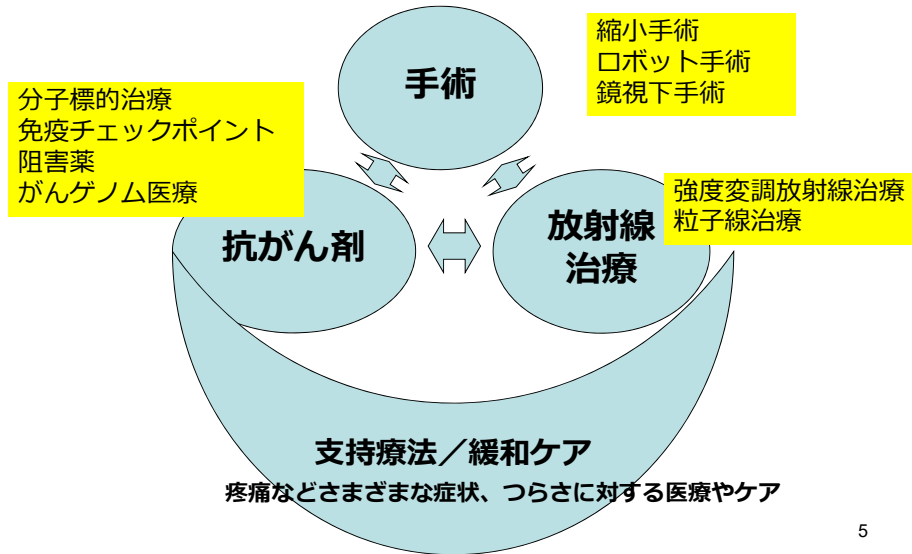 手術
縮小手術
ロボット手術
鏡視下手術
分子標的治療
免疫チェックポイント
阻害薬
がんゲノム医療
抗がん剤
放射線
治療
強度変調放射線治療
粒子線治療
支持療法／緩和ケア
疼痛などさまざまな症状、つらさに対する医療やケア
5